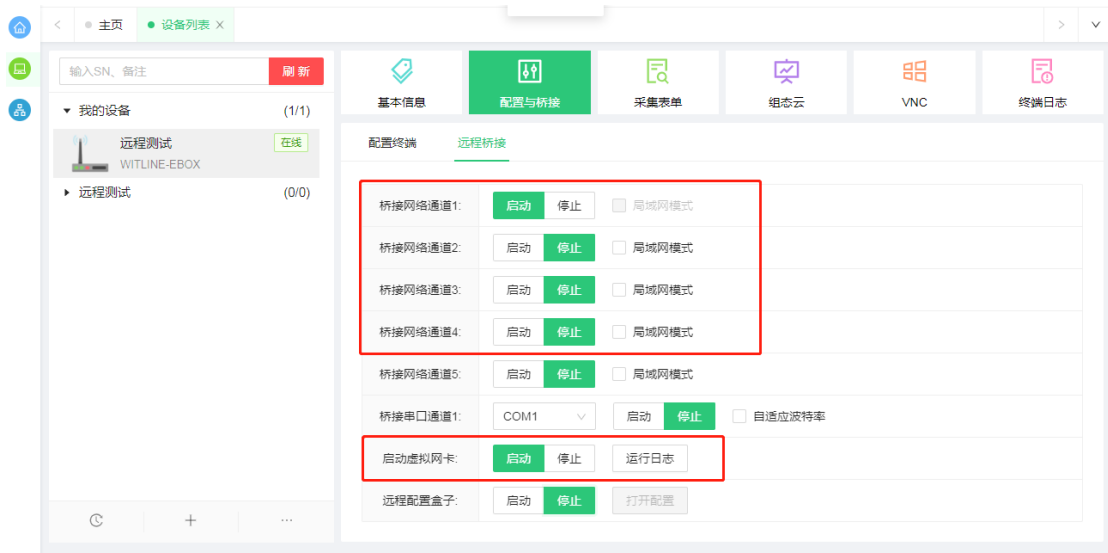 主页
设备列表 ×
输入SN、备注
刷新
我的设备 (1/1)
远程测试 在线
WITLINE-EBOX
远程测试 (0/0)
基本信息
配置与桥接
采集表单
组态云
VNC
终端日志
配置终端 远程桥接
桥接网络通道1: 启动 停止 局域网模式
桥接网络通道2: 启动 停止 局域网模式
桥接网络通道3: 启动 停止 局域网模式
桥接网络通道4: 启动 停止 局域网模式
桥接网络通道5: 启动 停止 局域网模式
桥接串口通道1: COM1 启动 停止 自适应波特率
启动虚拟网卡: 启动 停止 运行日志
远程配置盒子: 启动 停止 打开配置